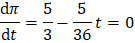 dπ/dt = 5/3 − 5/36 t = 0